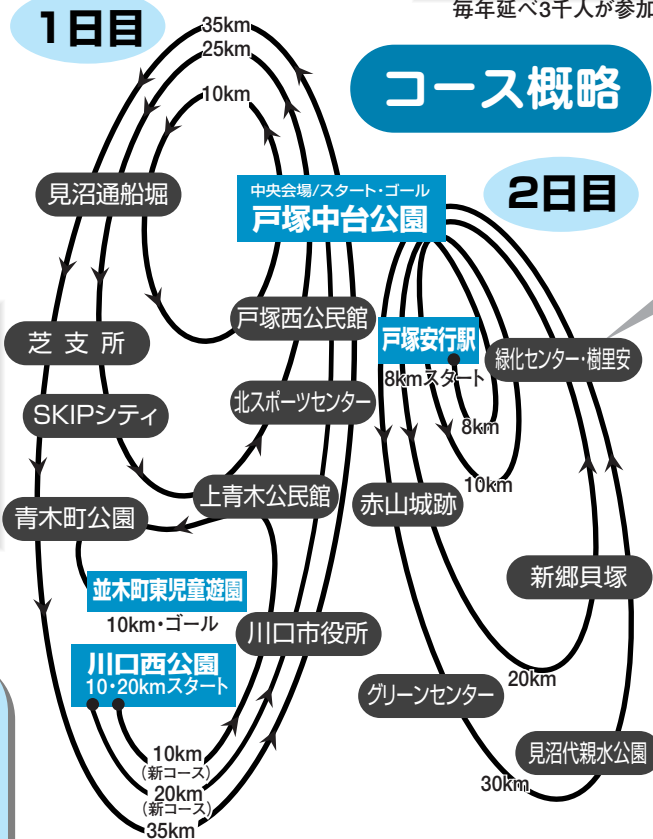 毎年延べ3千人が参加
1日目
コース概略
35km
25km
10km
見沼通船堀
中央会場/スタート・ゴール
戸塚中台公園
2日目
芝支所
戸塚西公民館
戸塚安行駅
8kmスタート
緑化センター・樹里安
SKIPシティ
北スポーツセンター
8km
10km
青木町公園
上青木公民館
赤山城跡
並木町東児童遊園
10km・ゴール
新郷貝塚
川口西公園
10・20kmスタート
川口市役所
20km
グリーンセンター
10km
(新コース)
20km
(新コース)
35km
見沼代親水公園
30km